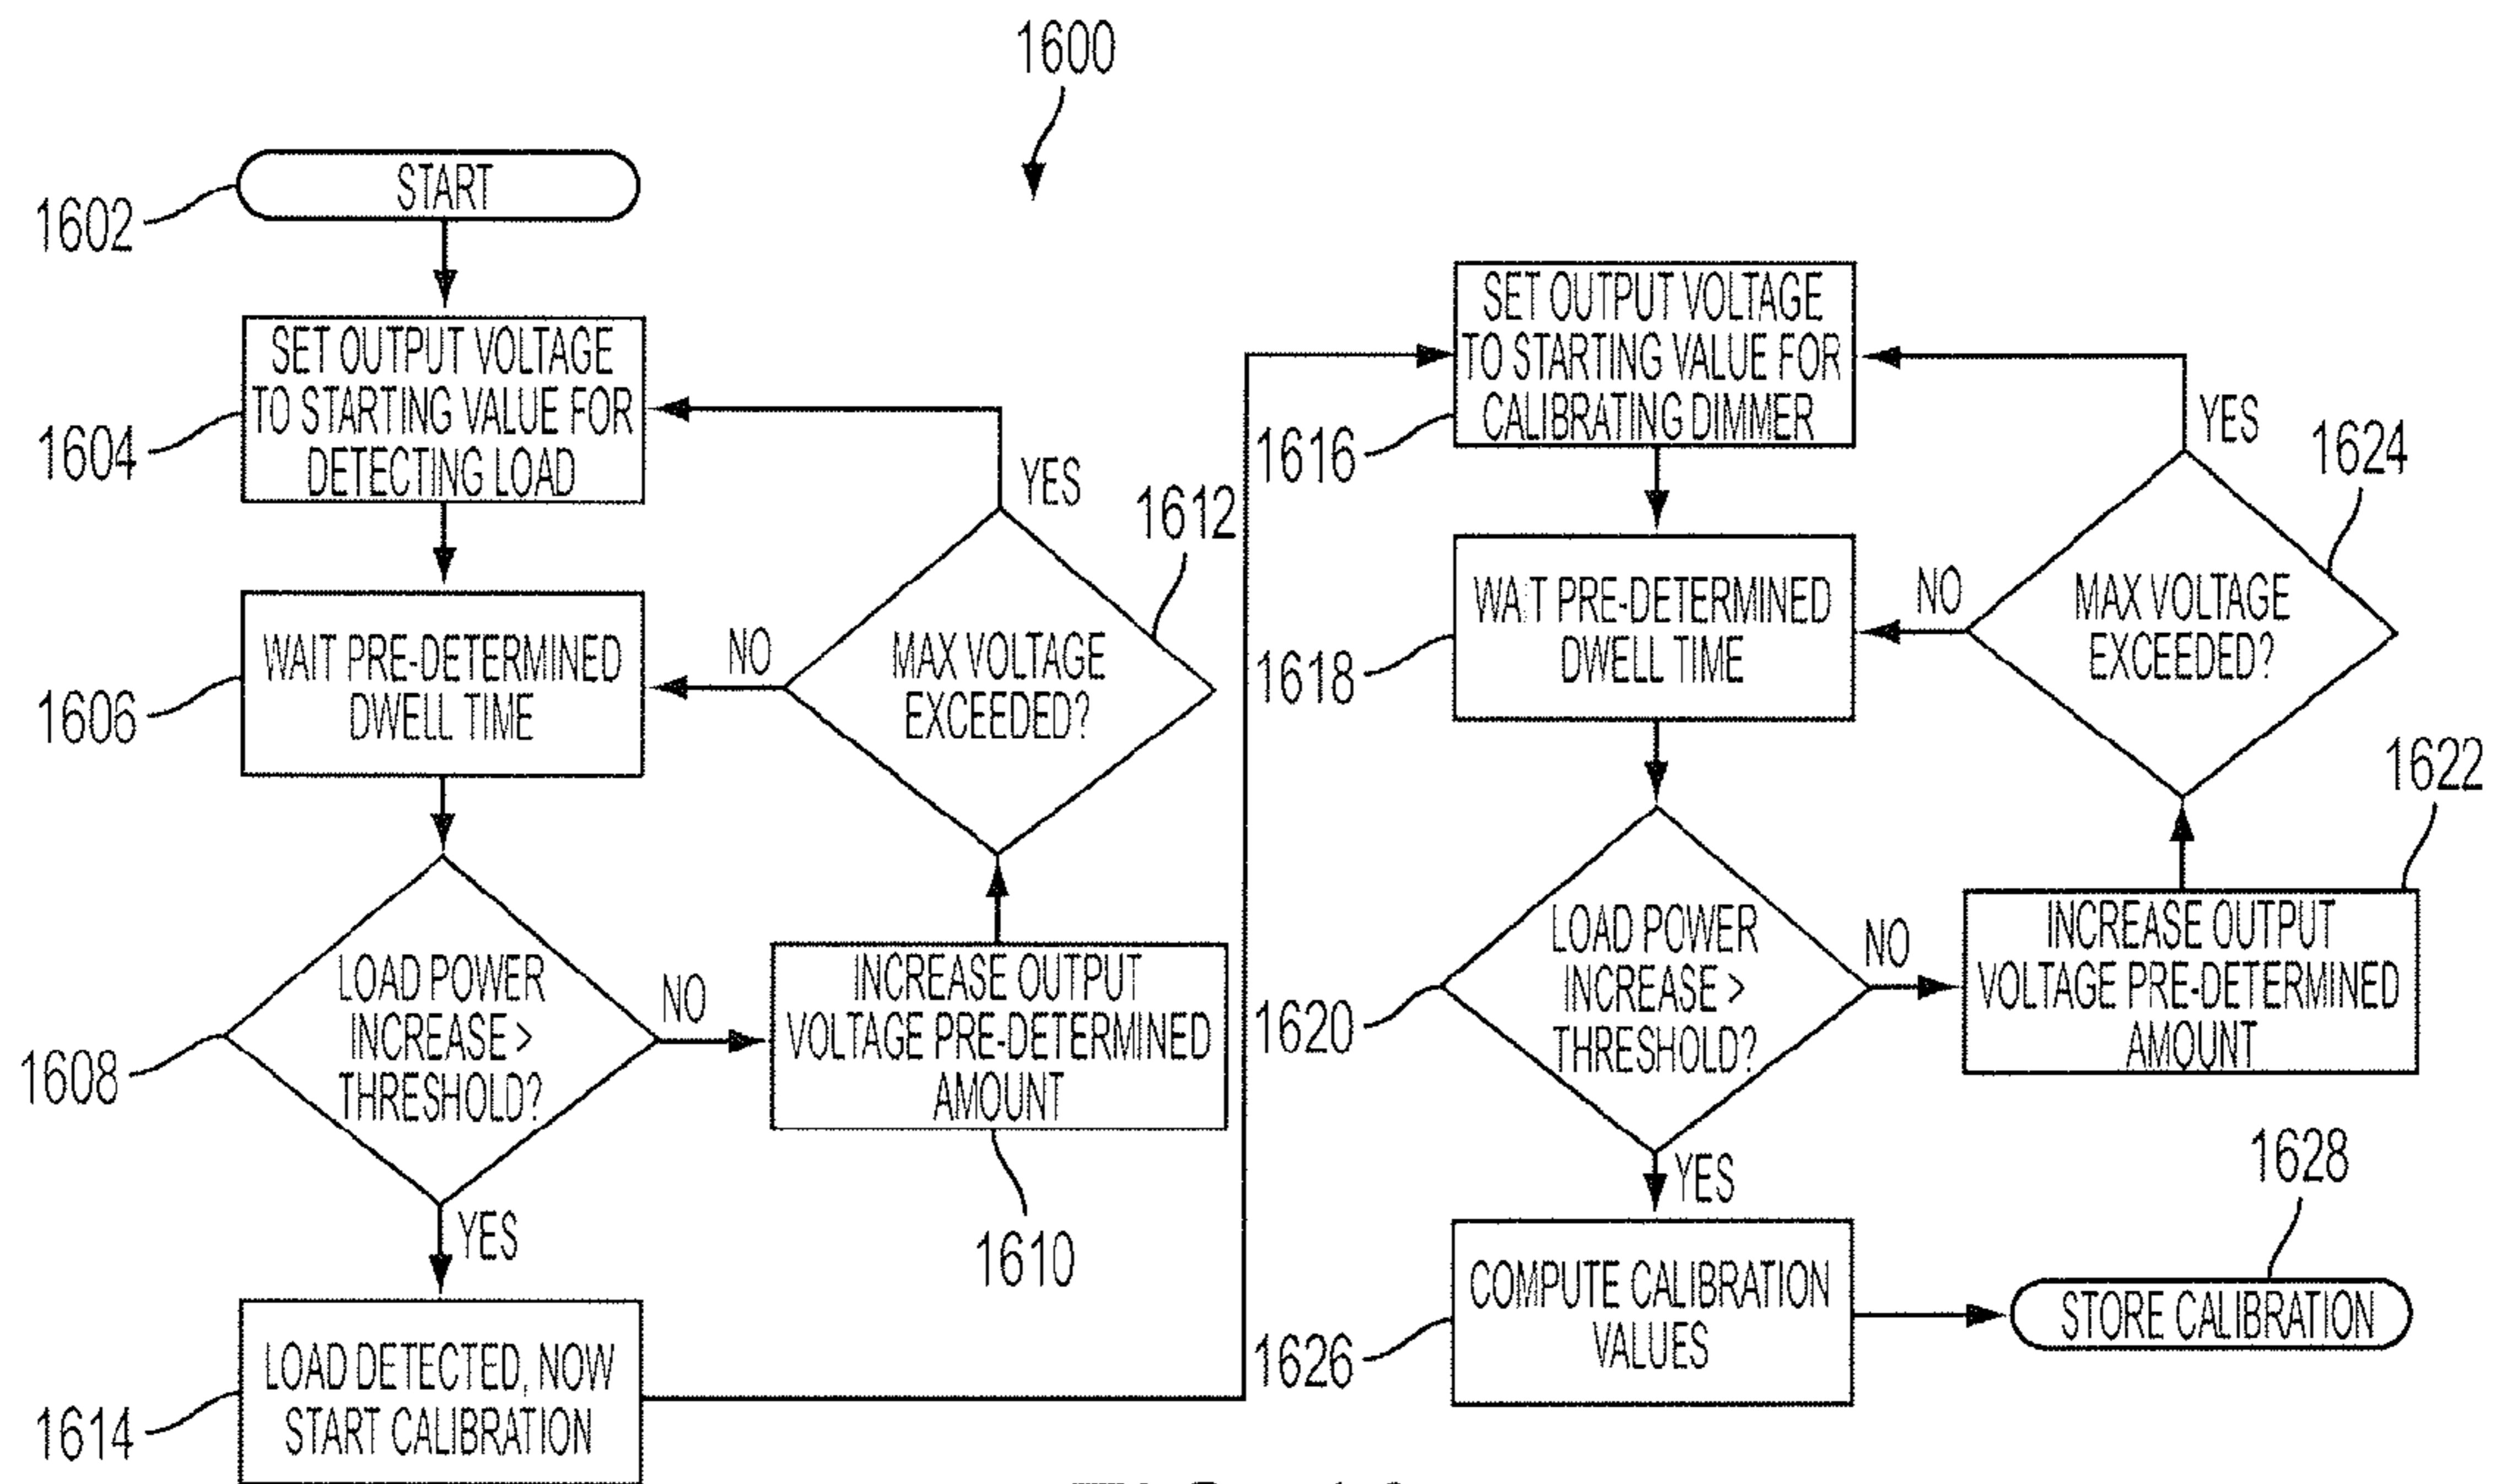 1600
1602
START
1604
SET OUTPUT VOLTAGE
TO STARTING VALUE FOR
DETECTING LOAD
1606
WAIT PRE-DETERMINED
DWELL TIME
1608
LOAD POWER
INCREASE >
THRESHOLD?
NO
YES
1610
INCREASE OUTPUT
VOLTAGE PRE-DETERMINED
AMOUNT
1612
MAX VOLTAGE
EXCEEDED?
NO
YES
1614
LOAD DETECTED, NOW
START CALIBRATION
1616
SET OUTPUT VOLTAGE
TO STARTING VALUE FOR
CALIBRATING DIMMER
1618
WAIT PRE-DETERMINED
DWELL TIME
1620
LOAD POWER
INCREASE >
THRESHOLD?
NO
YES
1622
INCREASE OUTPUT
VOLTAGE PRE-DETERMINED
AMOUNT
1624
MAX VOLTAGE
EXCEEDED?
NO
YES
1626
COMPUTE CALIBRATION
VALUES
1628
STORE CALIBRATION